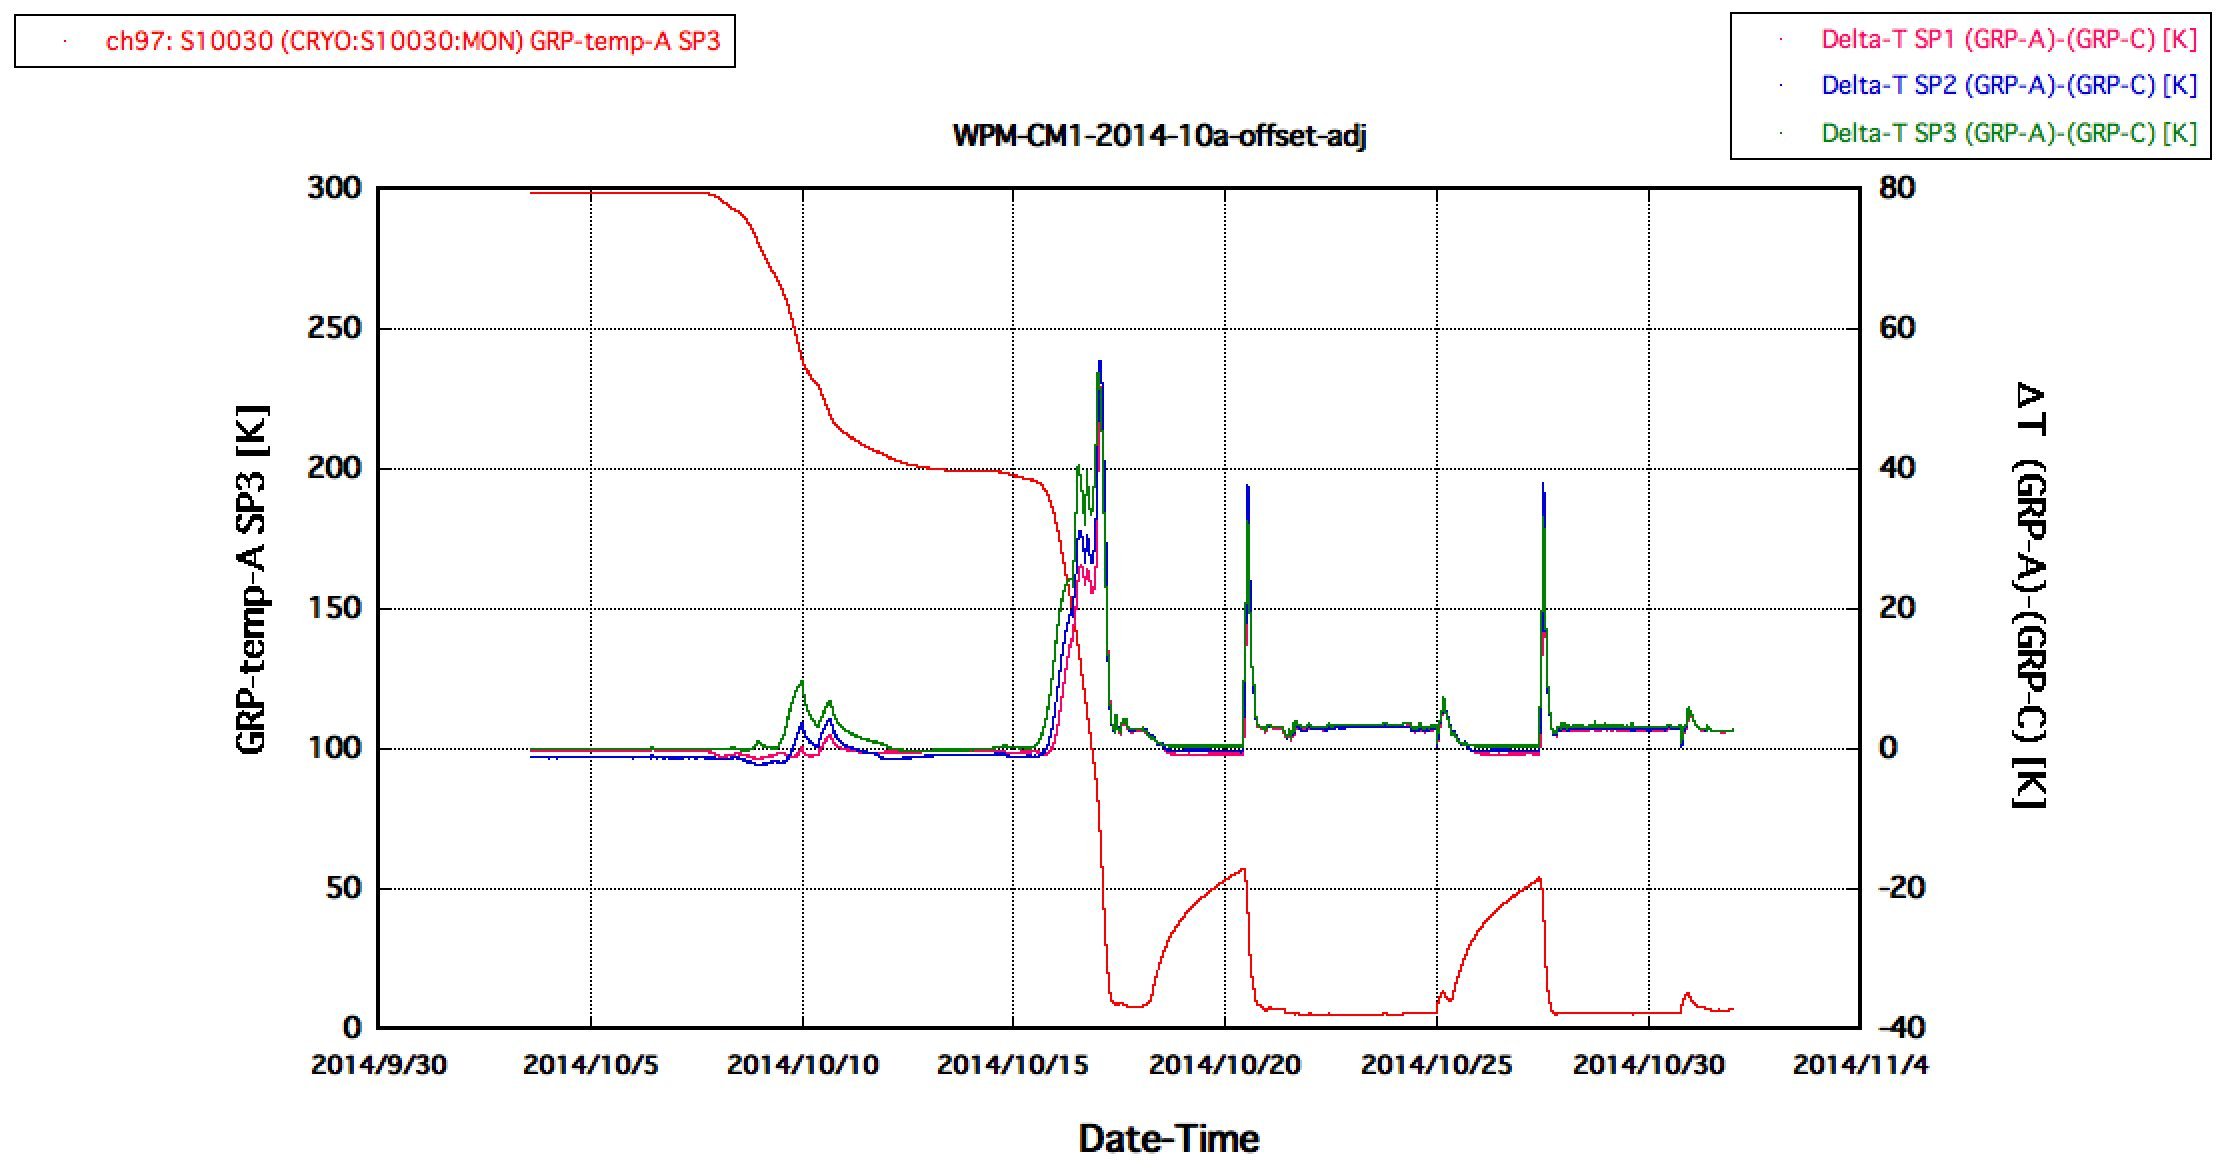 ch97: S10030 (CRYO:S10030:MON) GRP-temp-A SP3
Delta-T SP1 (GRP-A)-(GRP-C) [K]
Delta-T SP2 (GRP-A)-(GRP-C) [K]
Delta-T SP3 (GRP-A)-(GRP-C) [K]
WPM-CM1-2014-10a-offset-adj
300
250
200
150
100
50
0
GRP-temp-A SP3 [K]
80
60
40
20
0
-20
-40
ΔT (GRP-A)-(GRP-C) [K]
2014/9/30 2014/10/5 2014/10/10 2014/10/15 2014/10/20 2014/10/25 2014/10/30 2014/11/4
Date-Time